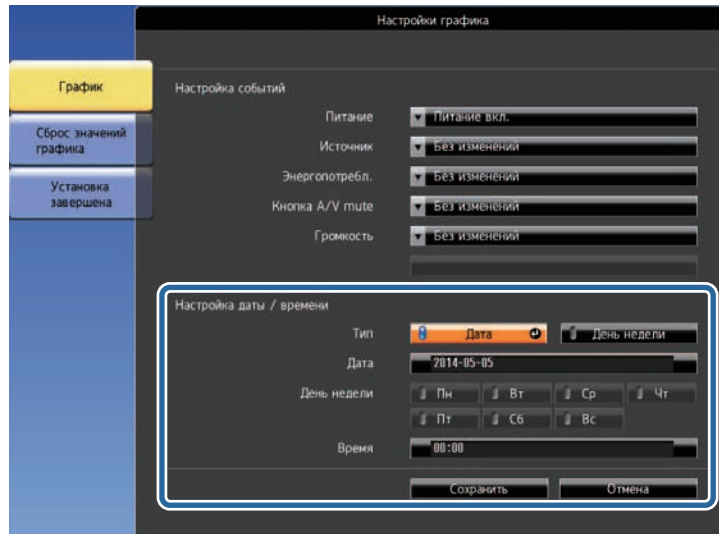 Настройки графика
График
Сброс значений
графика
Установка
завершена
Настройка событий
Питание Питание вкл.
Источник Без изменений
Энергопотребл. Без изменений
Кнопка A/V mute Без изменений
Громкость Без изменений
Настройка даты / времени
Тип Дата День недели
Дата 2014-05-05
День недели Пн Вт Ср Чт
Пт Сб Вс
Время 00:00
Сохранить Отмена